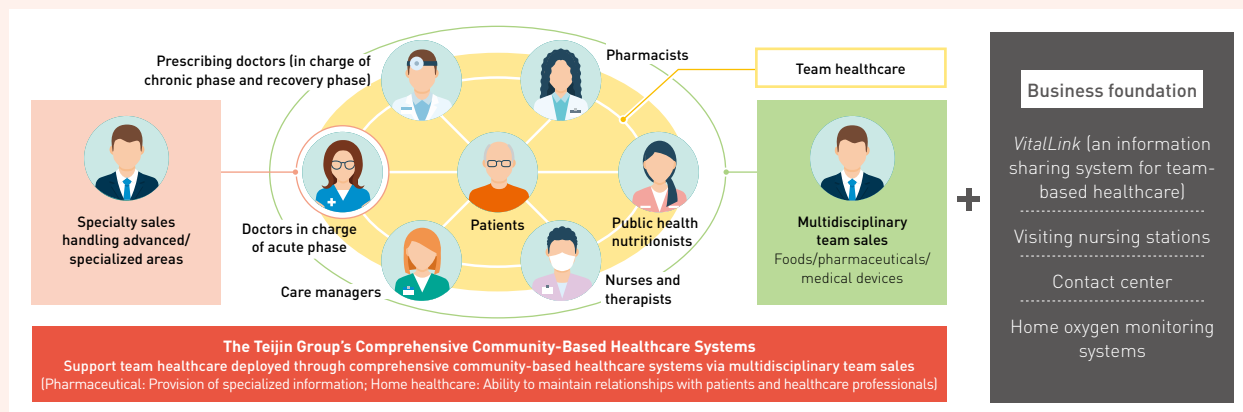 Prescribing doctors (in charge of
chronic phase and recovery phase)
Pharmacists
Team healthcare
Specialty sales
handling advanced/
specialized areas
Doctors in charge
of acute phase
Patients
Public health
nutritionists
Care managers
Nurses and
therapists
Multidisciplinary
team sales
Foods/pharmaceuticals/
medical devices
+
Business foundation
VitalLink (an information
sharing system for team-
based healthcare)
Visiting nursing stations
Contact center
Home oxygen monitoring
systems
The Teijin Group's Comprehensive Community-Based Healthcare Systems
Support team healthcare deployed through comprehensive community-based healthcare systems via multidisciplinary team sales
(Pharmaceutical: Provision of specialized information; Home healthcare: Ability to maintain relationships with patients and healthcare professionals)